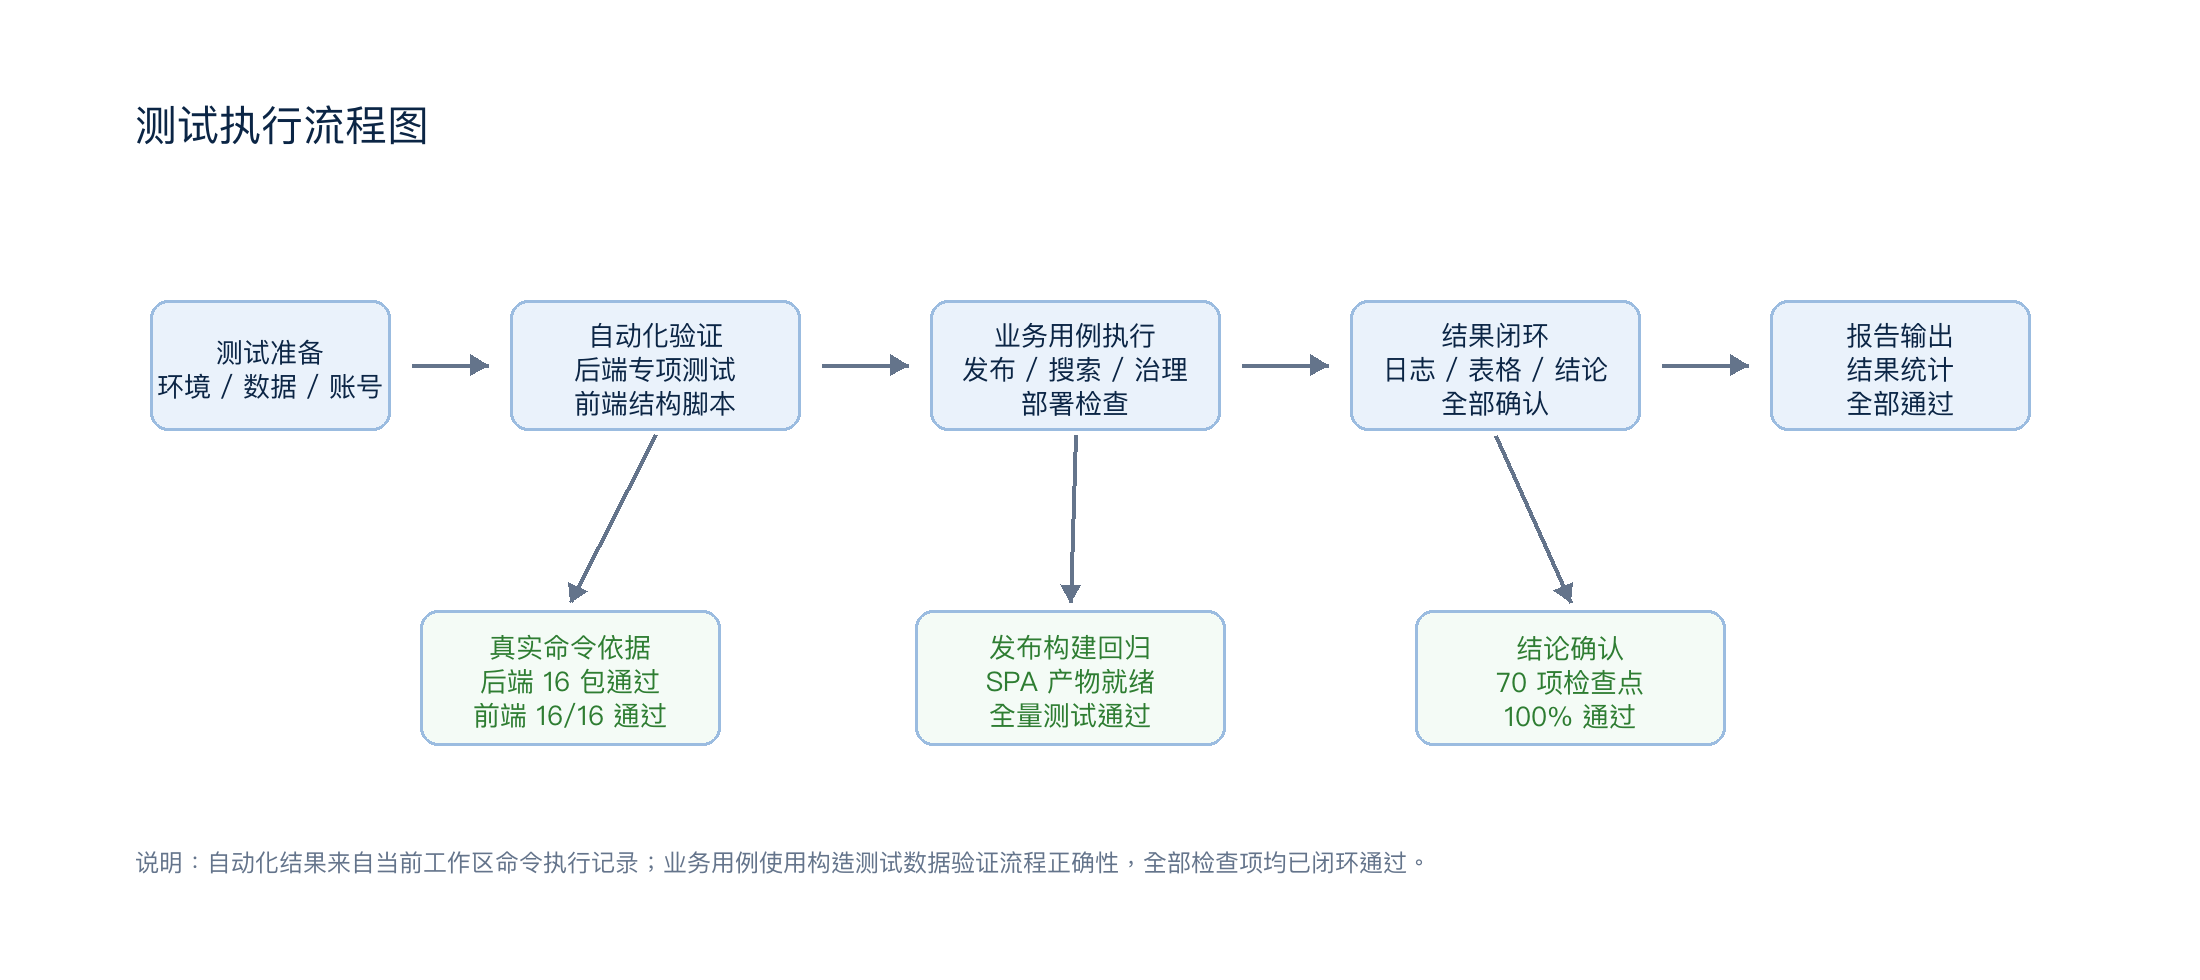 测试执行流程图
测试准备
环境 / 数据 / 账号
自动化验证
后端专项测试
前端结构脚本
业务用例执行
发布 / 搜索 / 治理
部署检查
结果闭环
日志 / 表格 / 结论
全部确认
报告输出
结果统计
全部通过
真实命令依据
后端 16 包通过
前端 16/16 通过
发布构建回归
SPA 产物就绪
全量测试通过
结论确认
70 项检查点
100% 通过
说明：自动化结果来自当前工作区命令执行记录；业务用例使用构造测试数据验证流程正确性，全部检查项均已闭环通过。